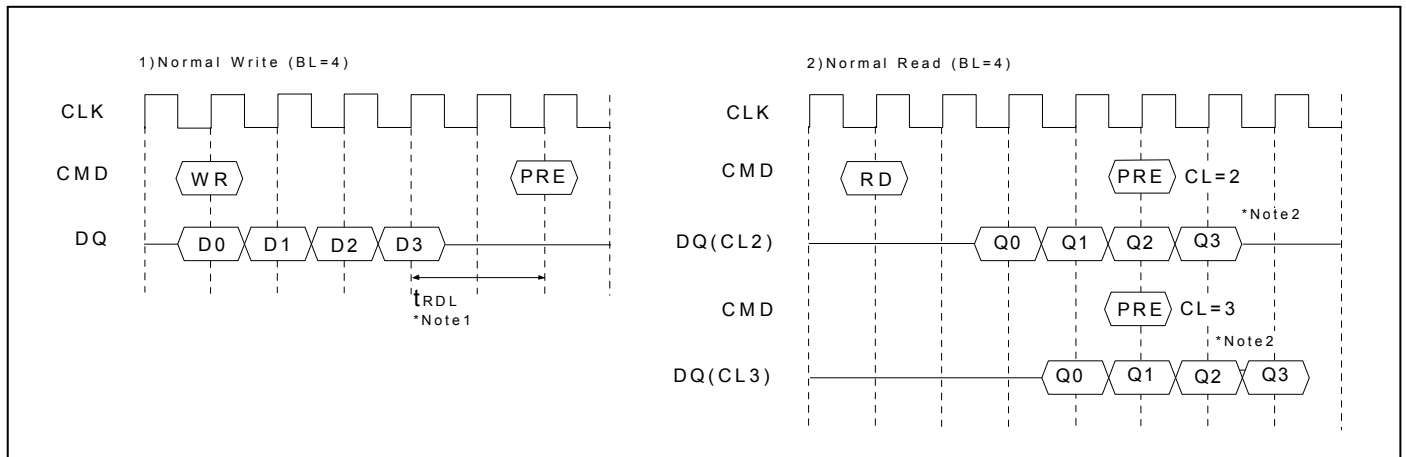 1)Normal Write (BL=4)
CLK
CMD
WR
PRE
DQ
D0 D1 D2 D3
tRDL
*Note1
2)Normal Read (BL=4)
CLK
CMD
RD
PRE CL=2
*Note2
DQ(CL2)
Q0 Q1 Q2 Q3
CMD
PRE CL=3
*Note2
DQ(CL3)
Q0 Q1 Q2 Q3